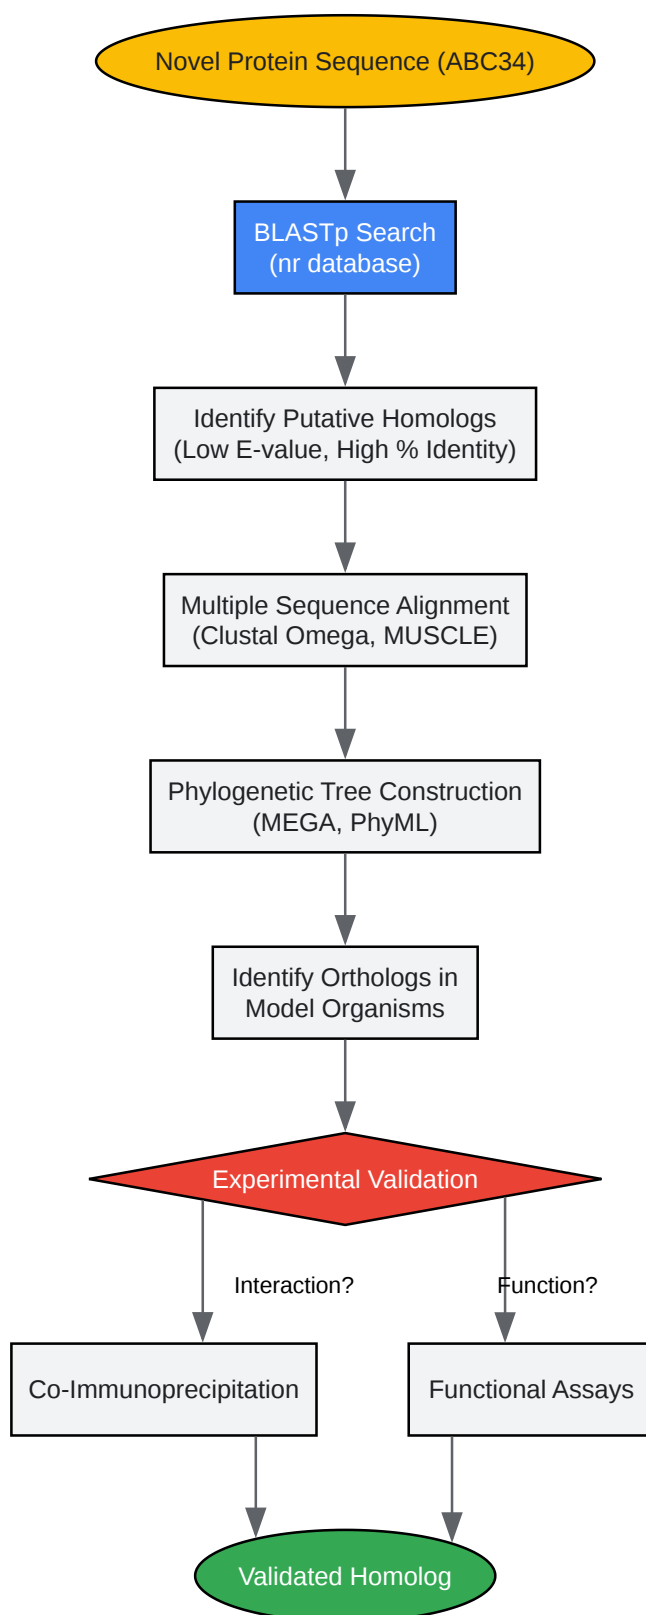 Novel Protein Sequence (ABC34)
BLASTp Search
(nr database)
Identify Putative Homologs
(Low E-value, High % Identity)
Multiple Sequence Alignment
(Clustal Omega, MUSCLE)
Phylogenetic Tree Construction
(MEGA, PhyML)
Identify Orthologs in
Model Organisms
Experimental Validation
Interaction?
Function?
Co-Immunoprecipitation
Functional Assays
Validated Homolog